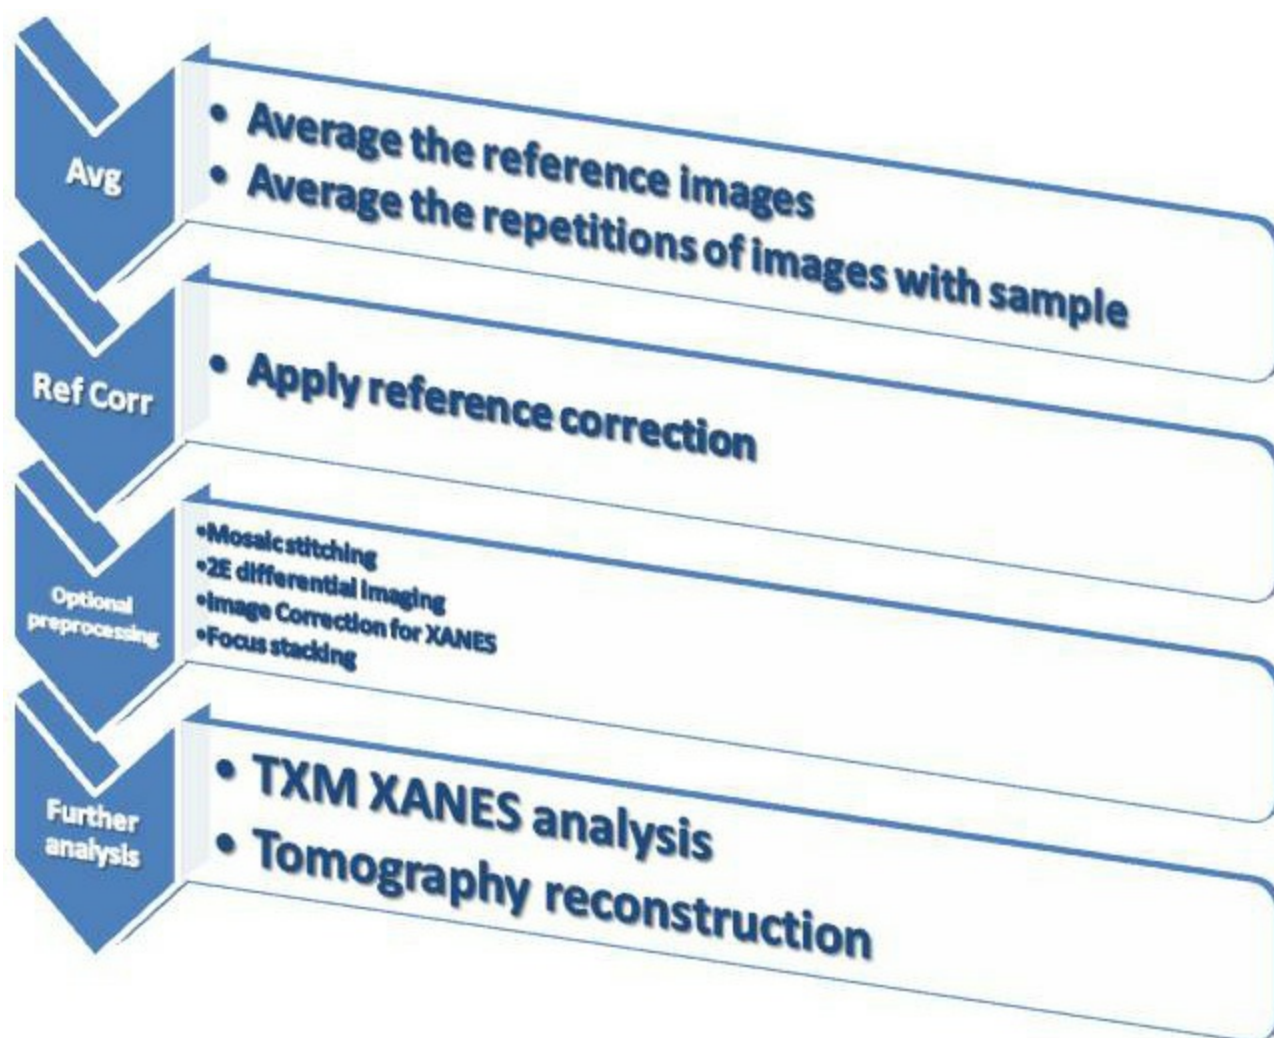 Avg
• Average the reference images
• Average the repetitions of images with sample
Ref Corr
• Apply reference correction
Optional
preprocessing
•Mosaic stitching
•2E differential Imaging
•Image Correction for XANES
•Focus stacking
Further
analysis
• TXM XANES analysis
• Tomography reconstruction